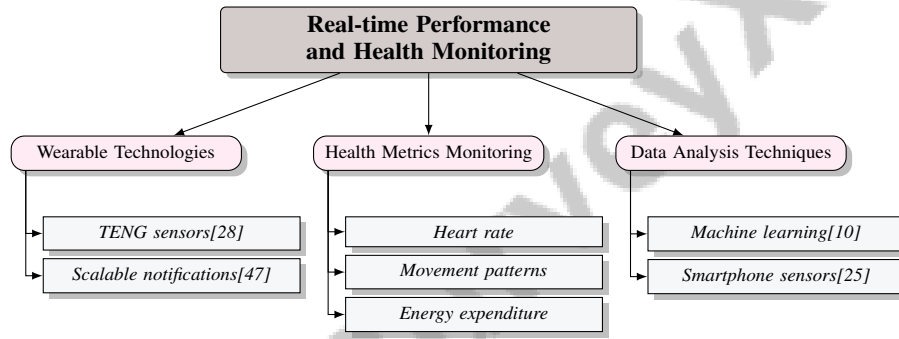 Real-time Performance
and Health Monitoring
Wearable Technologies
Health Metrics Monitoring
Data Analysis Techniques
TENG sensors[28]
Heart rate
Machine learning[10]
Scalable notifications[47]
Movement patterns
Smartphone sensors[25]
Energy expenditure